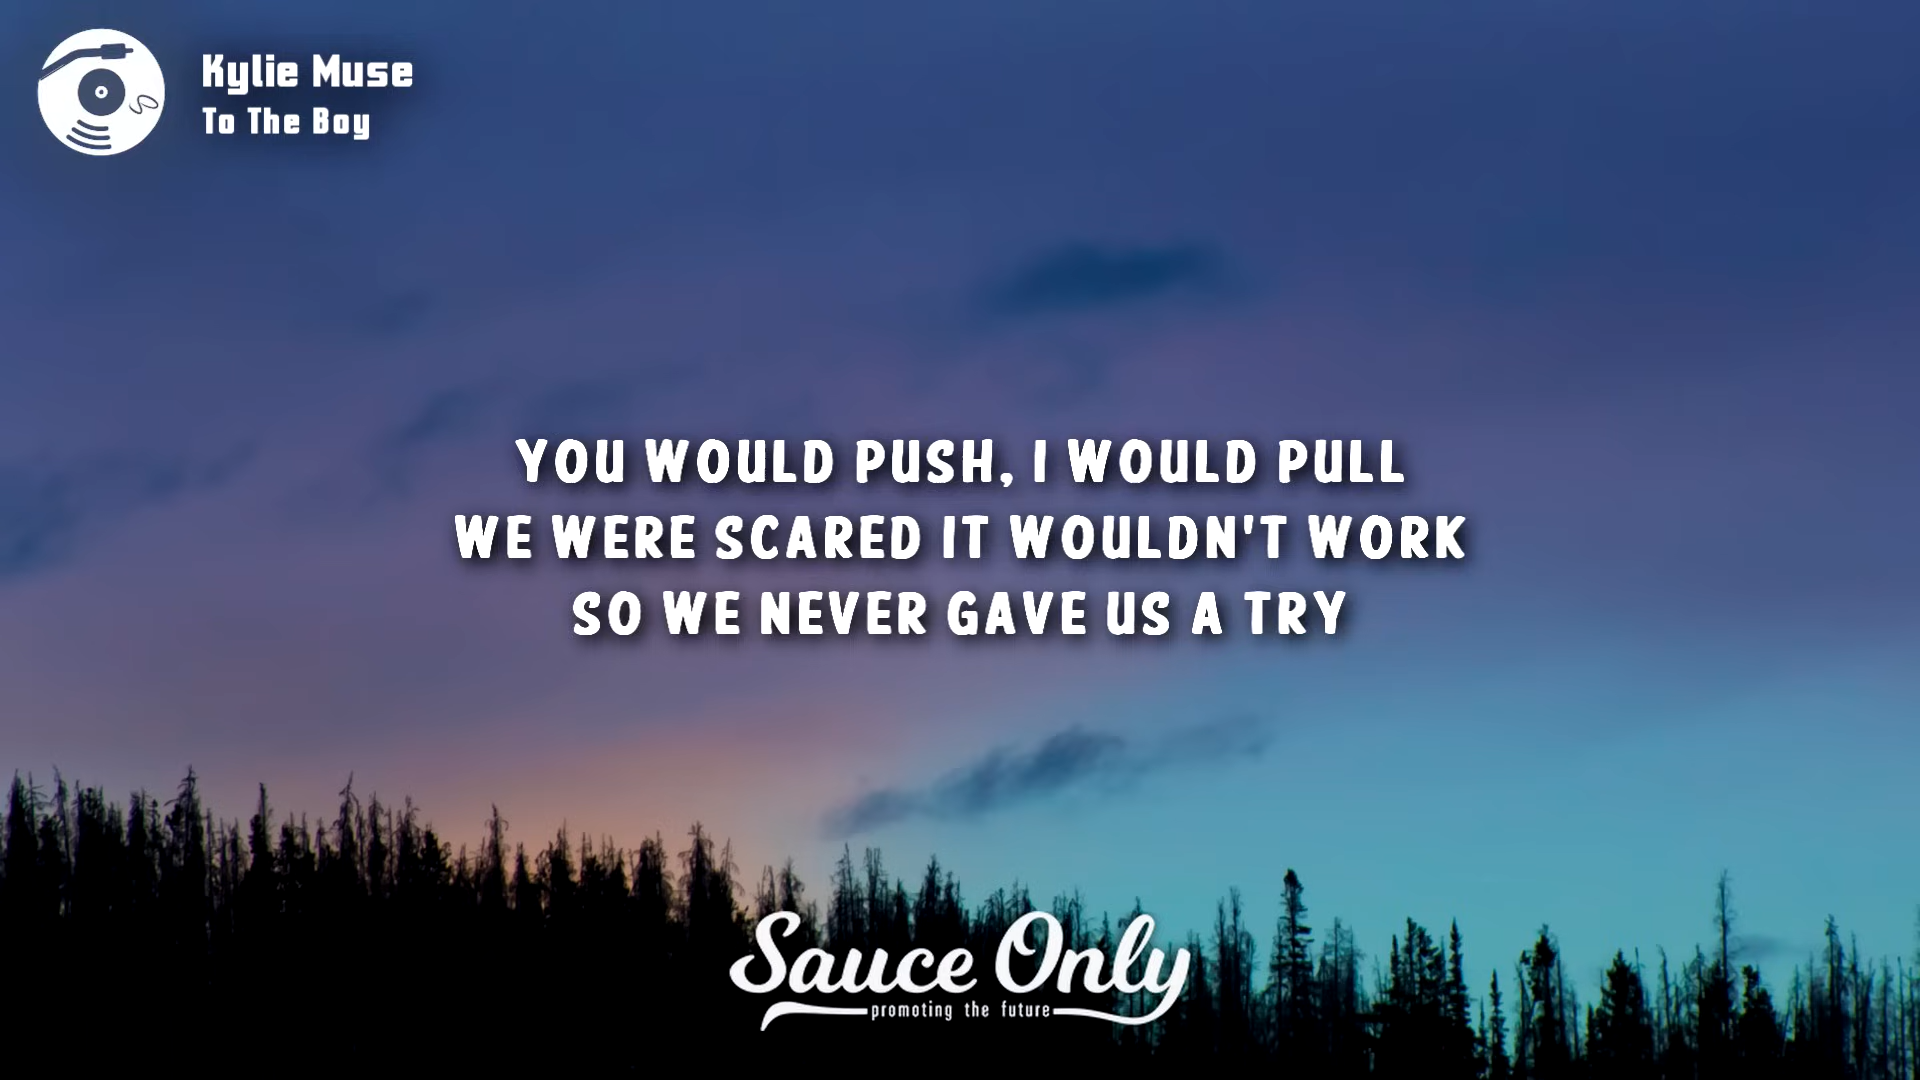 Kylie Muse
To The Boy
YOU WOULD PUSH, I WOULD PULL
WE WERE SCARED IT WOULDN'T WORK
SO WE NEVER GAVE US A TRY
Sauce Only
promoting the future